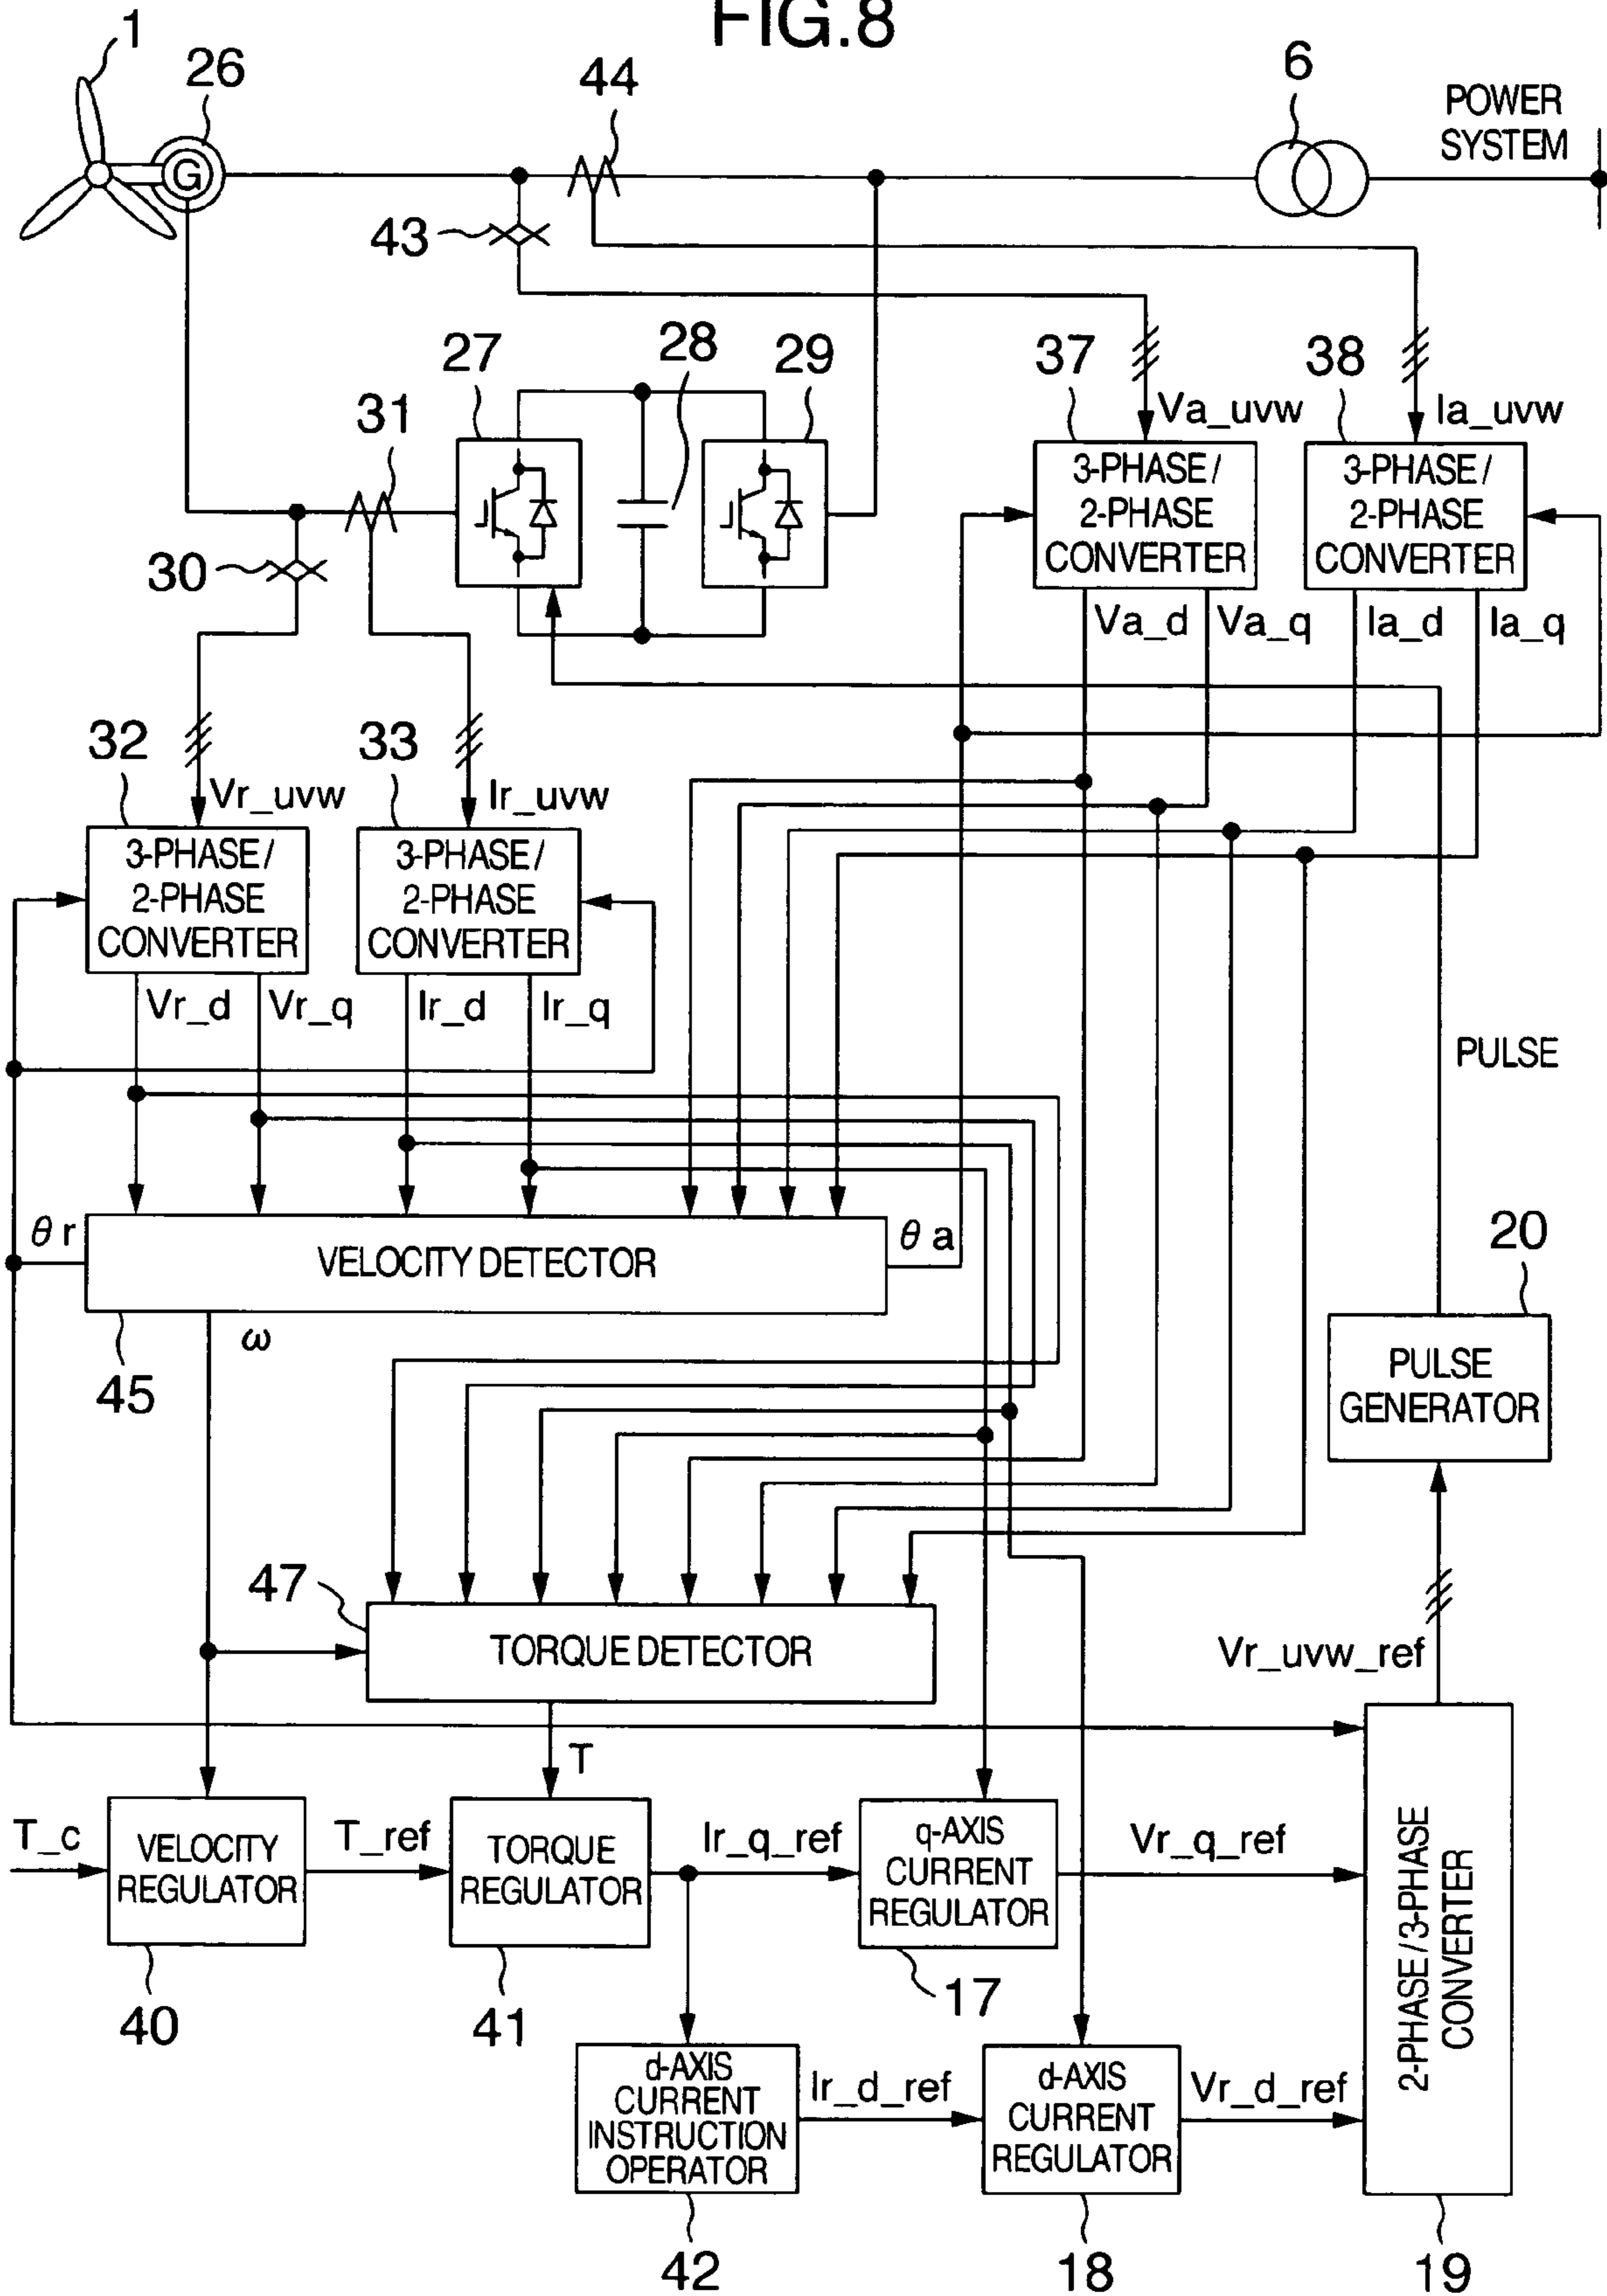 FIG.8
1
26
44
6
POWER
SYSTEM
G
43
27
28
29
37
38
31
Va_uvw
Ia_uvw
3-PHASE/
2-PHASE
CONVERTER
3-PHASE/
2-PHASE
CONVERTER
30
Va_d
Va_q
Ia_d
Ia_q
32
33
Vr_uvw
Ir_uvw
3-PHASE/
2-PHASE
CONVERTER
3-PHASE/
2-PHASE
CONVERTER
Vr_d
Vr_q
Ir_d
Ir_q
PULSE
θr
VELOCITY DETECTOR
θa
20
ω
45
PULSE
GENERATOR
47
TORQUE DETECTOR
Vr_uvw_ref
T
T_c
VELOCITY
REGULATOR
T_ref
TORQUE
REGULATOR
Ir_q_ref
q-AXIS
CURRENT
REGULATOR
Vr_q_ref
2-PHASE/3-PHASE
CONVERTER
40
41
17
d-AXIS
CURRENT
INSTRUCTION
OPERATOR
Ir_d_ref
d-AXIS
CURRENT
REGULATOR
Vr_d_ref
42
18
19